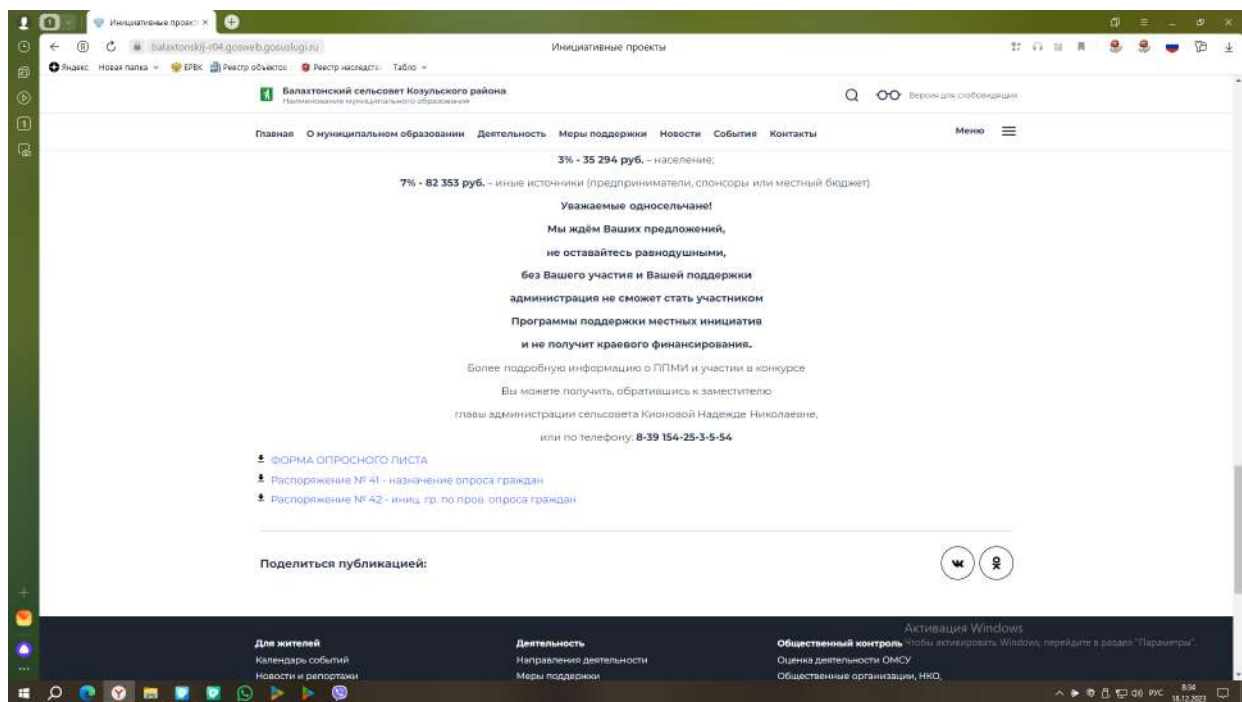 Инициативные проек
balaxtonskij-r04.gosweb.gosuslugi.ru
Инициативные проекты
Яндекс
Новая папка
ЕРВК
Реестр объектов
Реестр наследств
Табло
Балахтонский сельсовет Козульского района
Наименование муниципального образования
Версия для слабовидящих
Главная О муниципальном образовании Деятельность Меры поддержки Новости События Контакты
Меню
3% - 35 294 руб. – население;
7% - 82 353 руб. – иные источники (предприниматели, спонсоры или местный бюджет).
Уважаемые односельчане!
Мы ждём Ваших предложений,
не оставайтесь равнодушными,
без Вашего участия и Вашей поддержки
администрация не сможет стать участником
Программы поддержки местных инициатив
и не получит краевого финансирования.
Более подробную информацию о ППМИ и участии в конкурсе
Вы можете получить, обратившись к заместителю
главы администрации сельсовета Кионовой Надежде Николаевне,
или по телефону: 8-39 154-25-3-5-54
ФОРМА ОПРОСНОГО ЛИСТА
Распоряжение № 41 - назначение опроса граждан
Распоряжение № 42 - иниц. гр. по пров. опроса граждан
Поделиться публикацией:
Активация Windows
Чтобы активировать Windows, перейдите в раздел "Параметры".
Для жителей
Деятельность
Общественный контроль
Календарь событий
Направления деятельности
Оценка деятельности ОМСУ
Новости и репортажи
Меры поддержки
Общественные организации, НКО,
РУС
8:34
18.12.2023